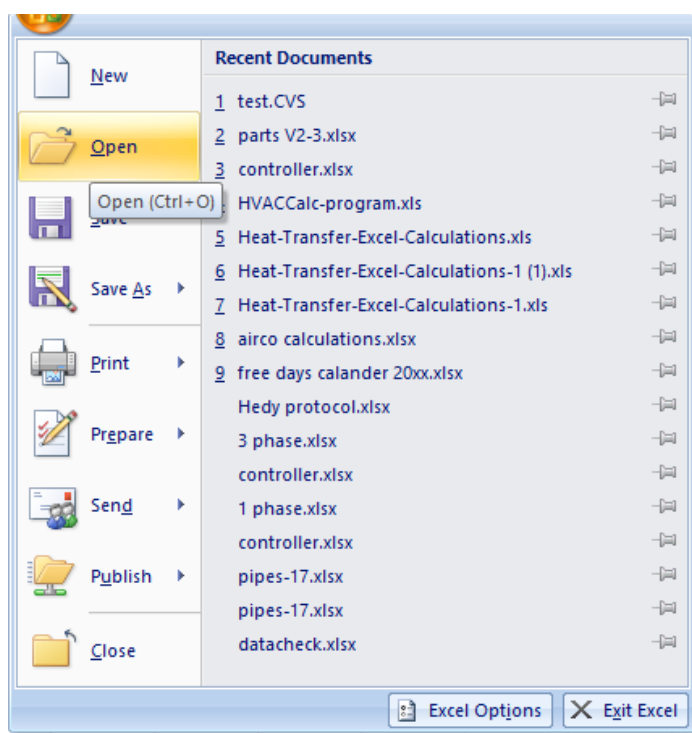 New
Open
Open (Ctrl+O)
Save
Save As
Print
Prepare
Send
Publish
Close
Recent Documents
1 test.CVS
2 parts V2-3.xlsx
3 controller.xlsx
HVACCalc-program.xls
5 Heat-Transfer-Excel-Calculations.xls
6 Heat-Transfer-Excel-Calculations-1 (1).xls
7 Heat-Transfer-Excel-Calculations-1.xls
8 airco calculations.xlsx
9 free days calander 20xx.xlsx
Hedy protocol.xlsx
3 phase.xlsx
controller.xlsx
1 phase.xlsx
controller.xlsx
pipes-17.xlsx
pipes-17.xlsx
datacheck.xlsx
Excel Options
Exit Excel